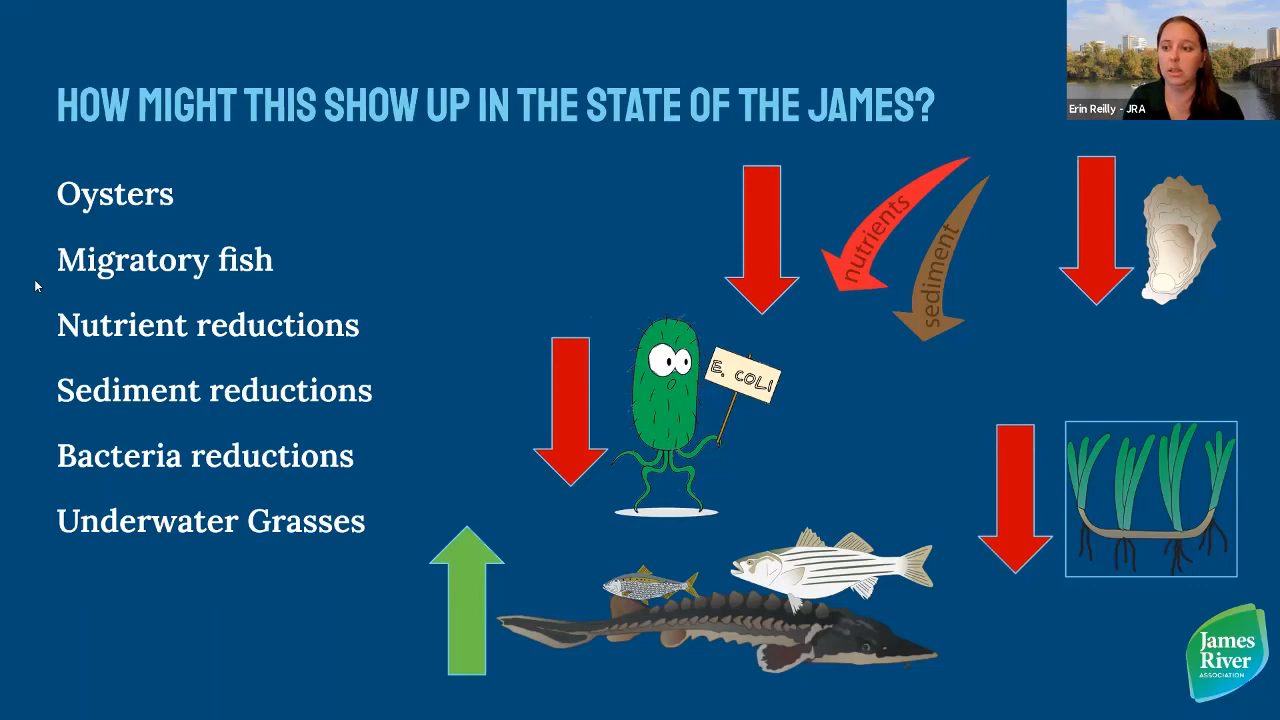 HOW MIGHT THIS SHOW UP IN THE STATE OF THE JAMES?
Erin Reilly - JRA
Oysters
Migratory fish
Nutrient reductions
Sediment reductions
Bacteria reductions
Underwater Grasses
nutrients
sediment
E. COLI
James
River
ASSOCIATION